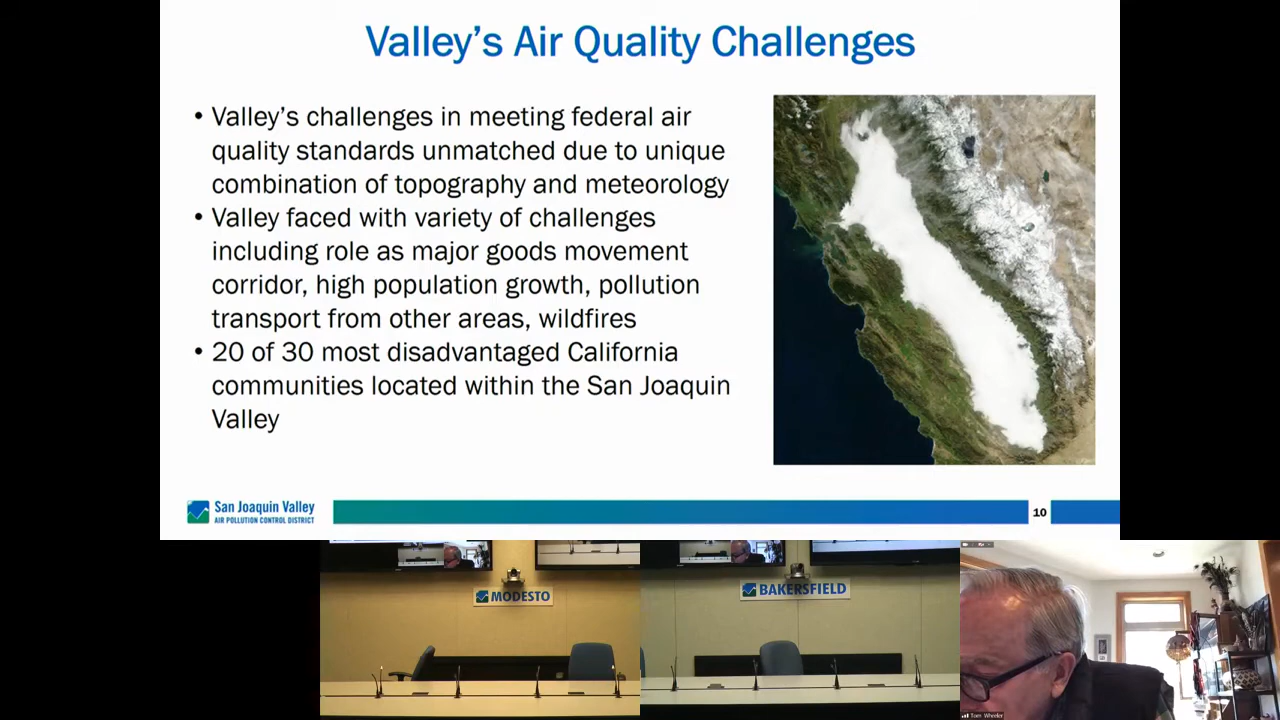 Valley's Air Quality Challenges
• Valley's challenges in meeting federal air
quality standards unmatched due to unique
combination of topography and meteorology
• Valley faced with variety of challenges
including role as major goods movement
corridor, high population growth, pollution
transport from other areas, wildfires
• 20 of 30 most disadvantaged California
communities located within the San Joaquin
Valley
San Joaquin Valley
AIR POLLUTION CONTROL DISTRICT
10
MODESTO
BAKERSFIELD
Tom Wheeler